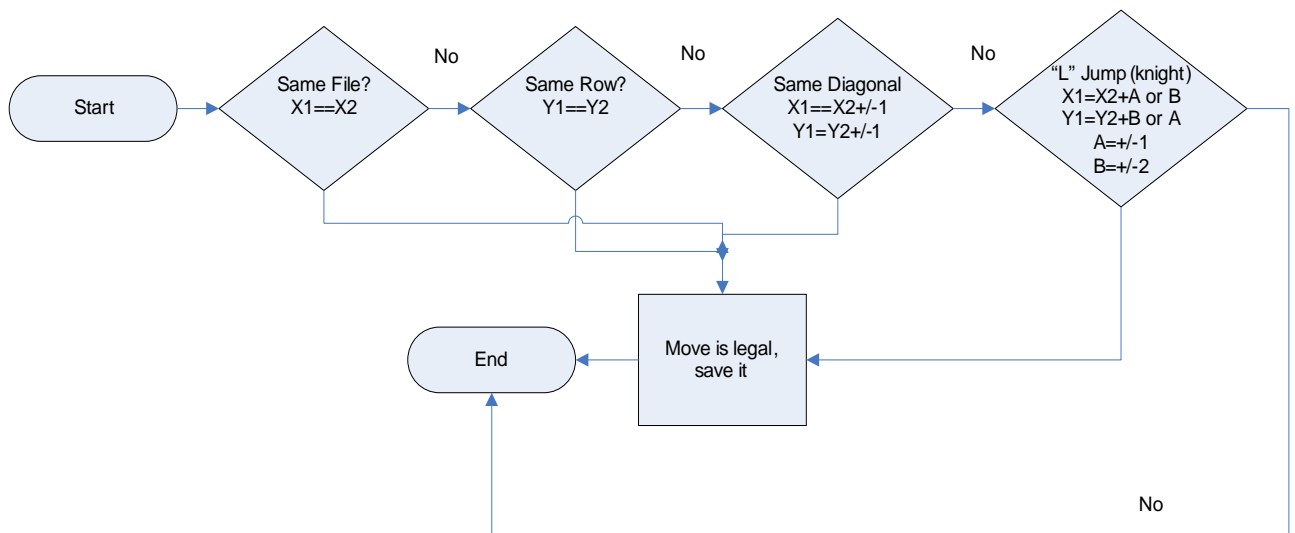 Start
Same File?
X1==X2
No
Same Row?
Y1==Y2
No
Same Diagonal
X1==X2+/-1
Y1=Y2+/-1
No
“L” Jump (knight)
X1=X2+A or B
Y1=Y2+B or A
A=+/-1
B=+/-2
Move is legal,
save it
End
No